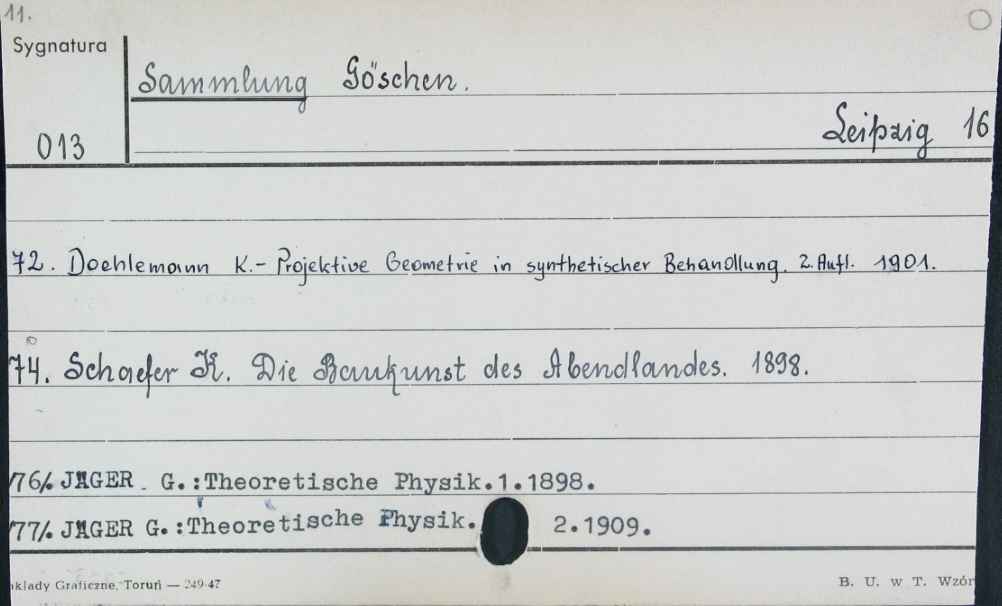 11.
Sygnatura
Sammlung Göschen.
013
Leipzig 16
72. Doehlemann K.- Projektive Geometrie in synthetischer Behandlung. 2. Aufl. 1901.
74. Schaefer K. Die Baukunst des Abendlandes. 1898.
76/. JÄGER G.:Theoretische Physik.1.1898.
77/. JÄGER G.:Theoretische Physik. 2.1909.
kłady Graficzne, Toruń — 249-47
B. U. w T. Wzór